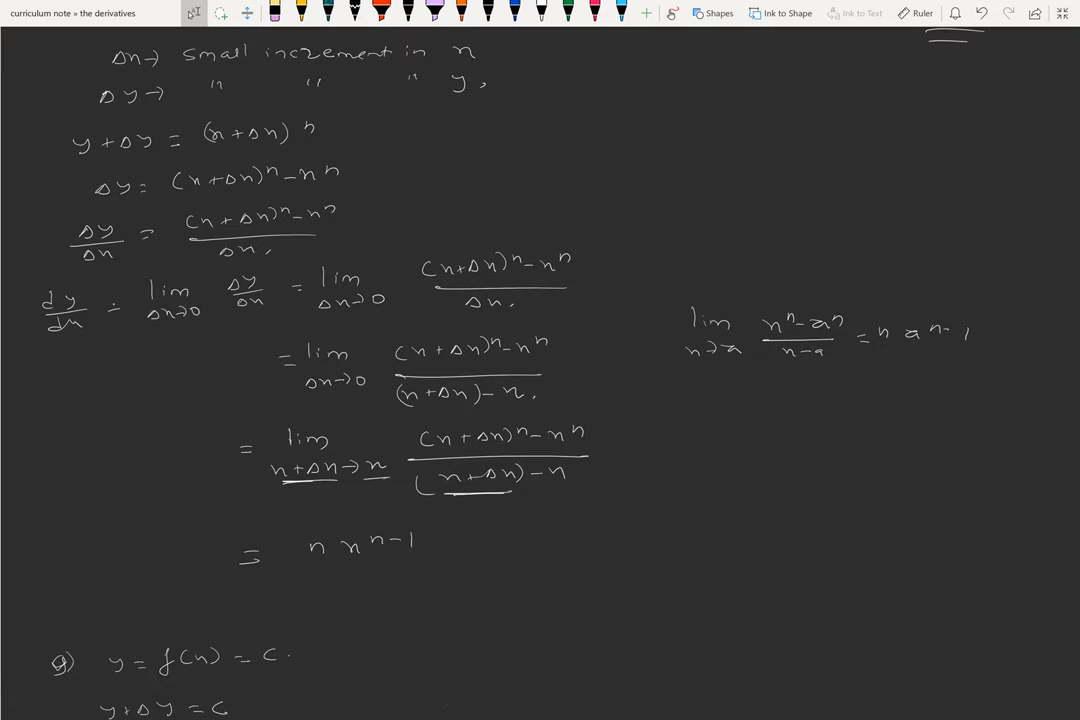 curriculum note » the derivatives
Shapes Ink to Shape Ink to Text Ruler
Δx → small increment in x
Δy → " " " y,
y + Δy = (x + Δx)^n
Δy = (x + Δx)^n - x^n
Δy/Δx = ((x + Δx)^n - x^n)/Δx,
dy/dx = lim Δx→0 Δy/Δx = lim Δx→0 ((x + Δx)^n - x^n)/Δx,
lim x→a (x^n - a^n)/(x - a) = n a^(n-1)
= lim Δx→0 ((x + Δx)^n - x^n)/((x + Δx) - x),
= lim x+Δx→x ((x + Δx)^n - x^n)/((x + Δx) - x)
= n x^(n-1)
y = f(x) = c.
y + Δy = c